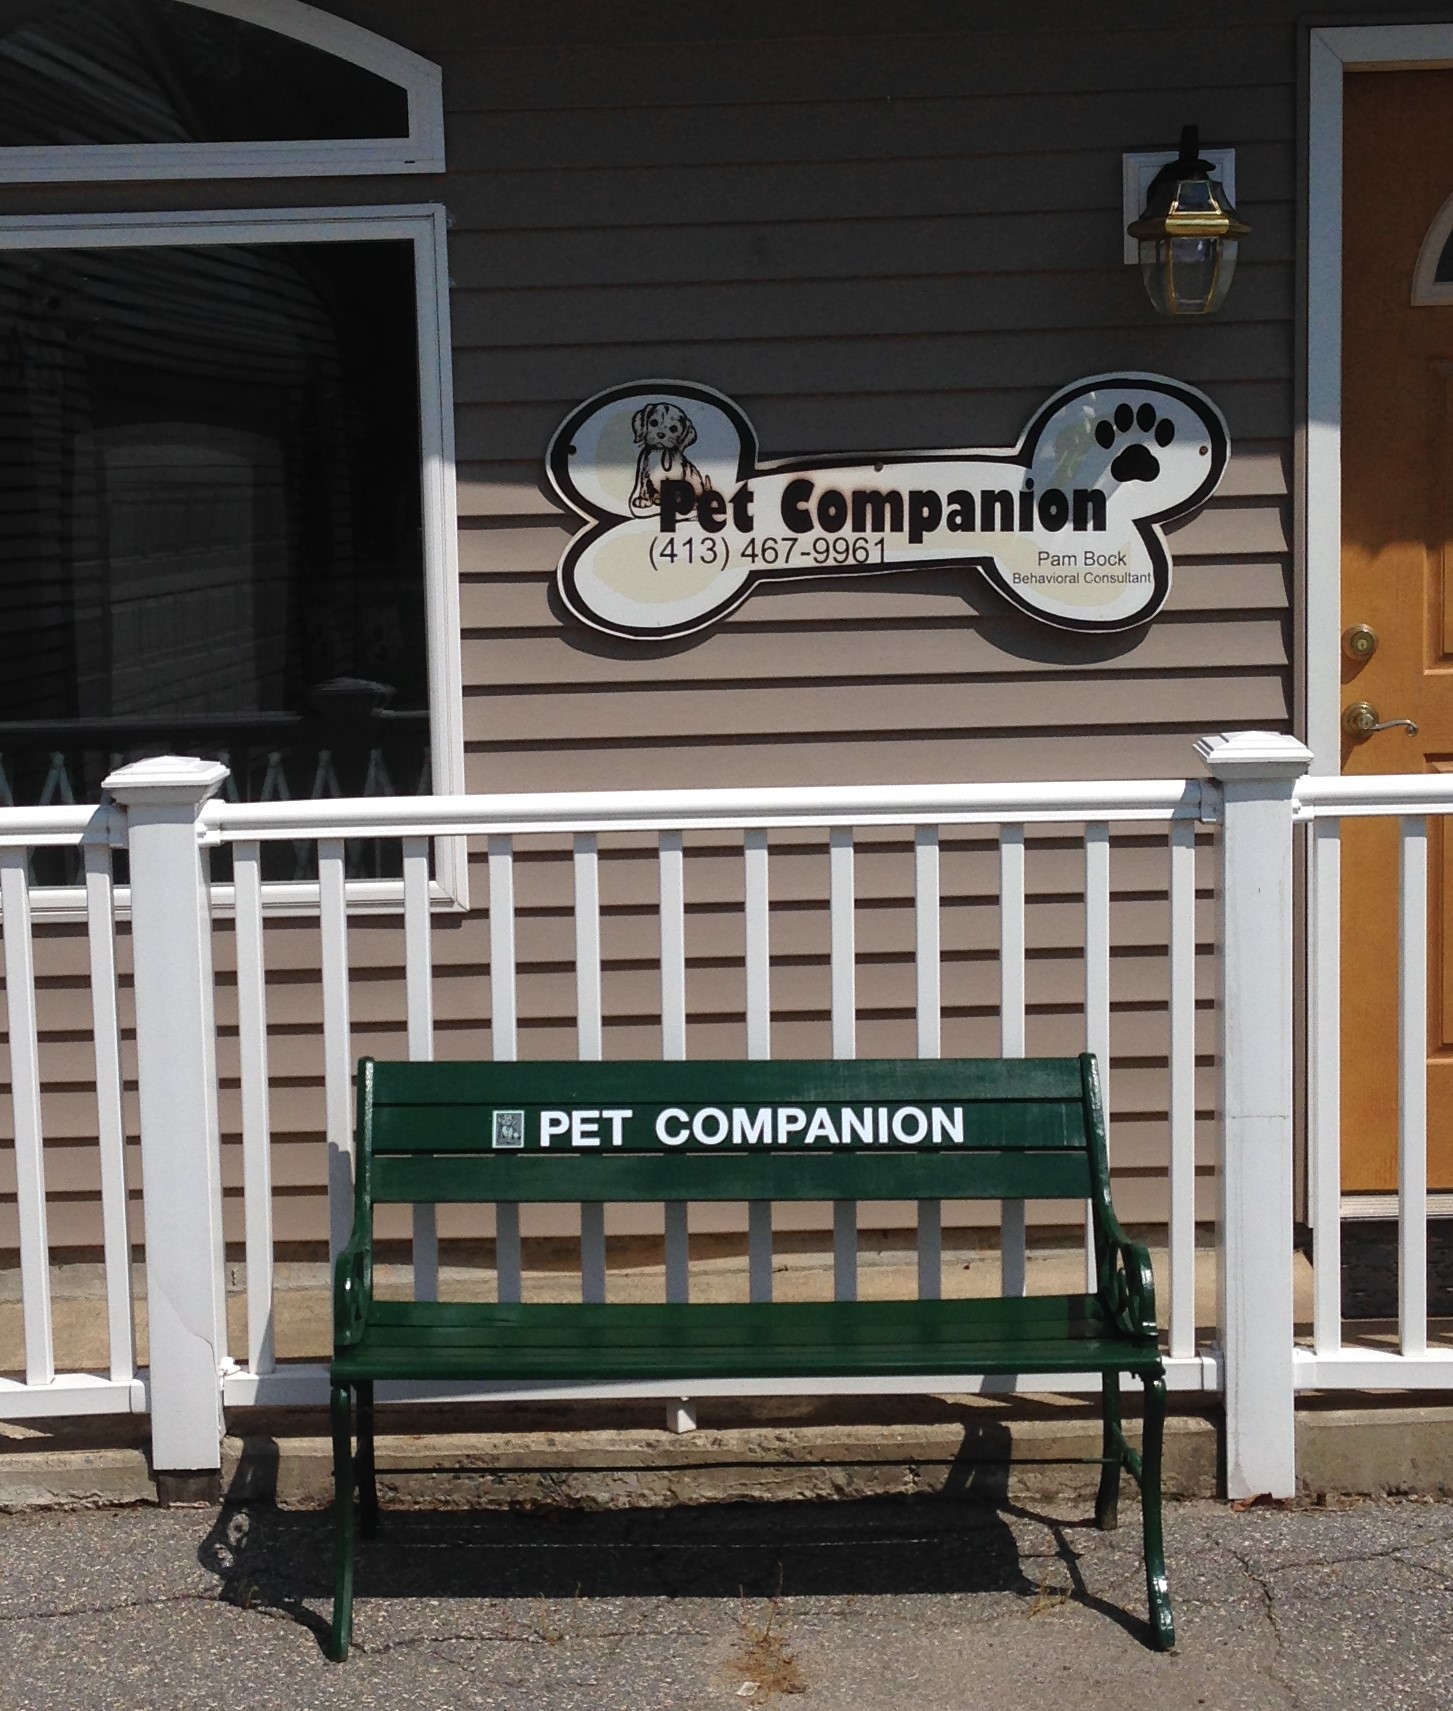 Pet Companion
(413) 467-9961
Pam Bock
Behavioral Consultant
PET COMPANION